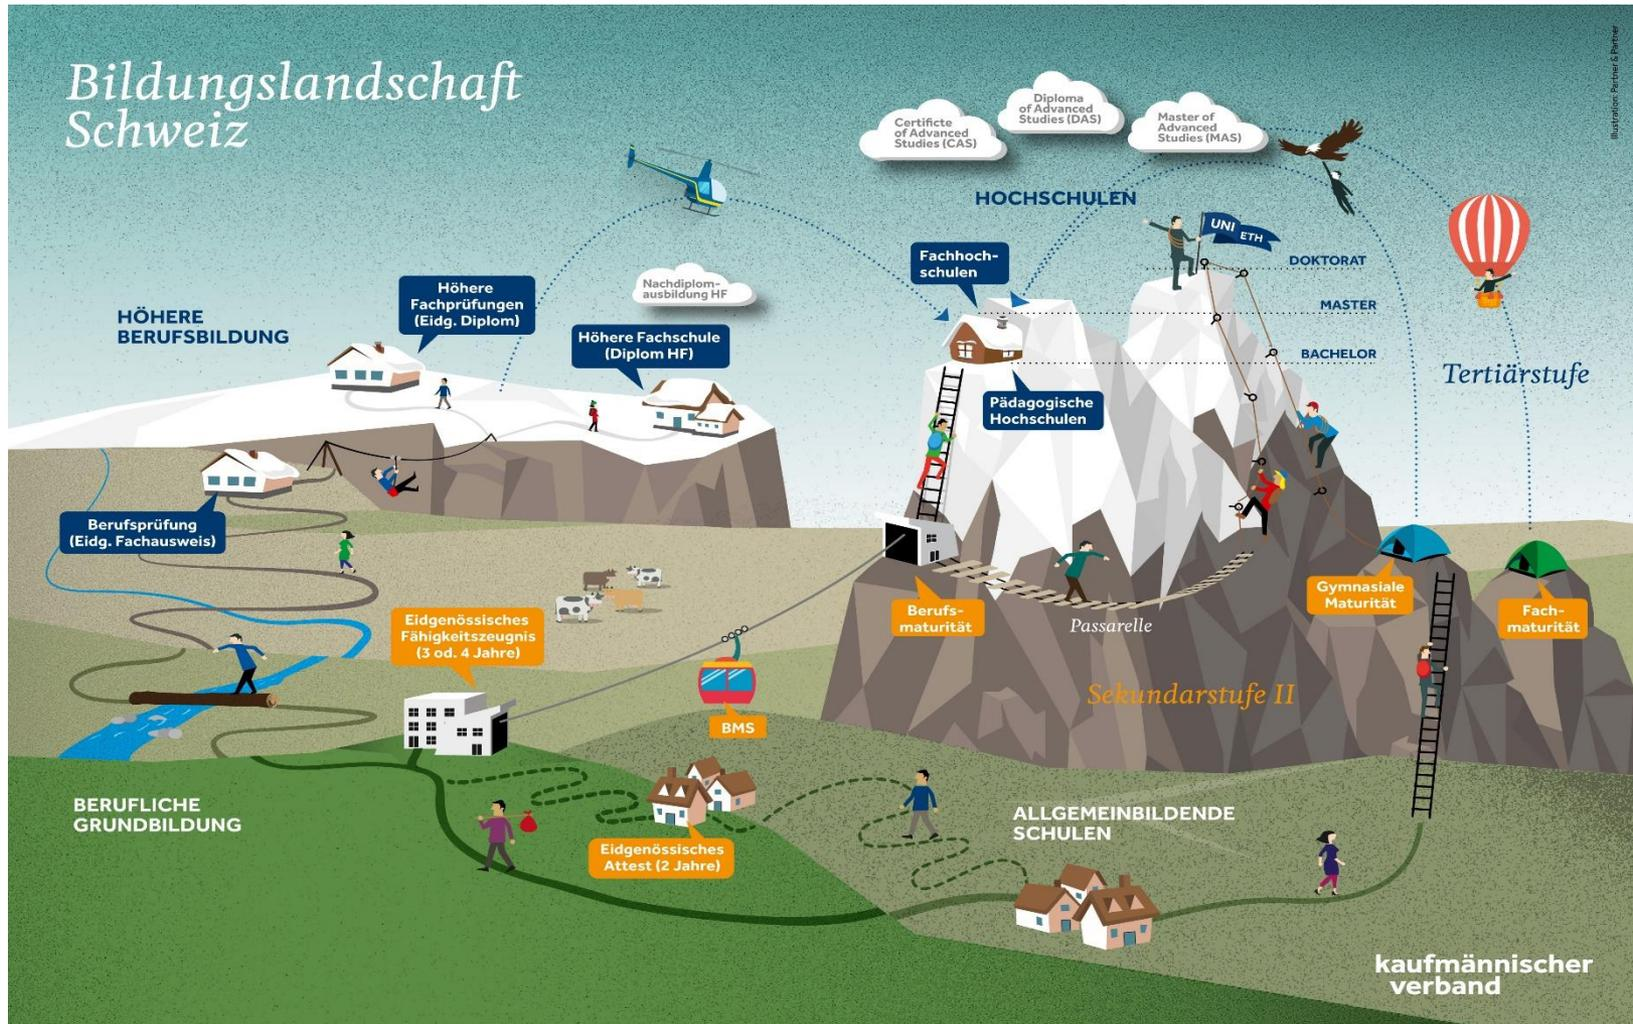 Bildungslandschaft
Schweiz
Illustration: Partner & Partner
Certificte
of Advanced
Studies (CAS)
Diploma
of Advanced
Studies (DAS)
Master of
Advanced
Studies (MAS)
HOCHSCHULEN
UNI
ETH
Fachhoch-
schulen
DOKTORAT
MASTER
BACHELOR
Tertiärstufe
Höhere
Fachprüfungen
(Eidg. Diplom)
Nachdiplom-
ausbildung HF
HÖHERE
BERUFSBILDUNG
Höhere Fachschule
(Diplom HF)
Pädagogische
Hochschulen
Berufsprüfung
(Eidg. Fachausweis)
Eidgenössisches
Fähigkeitszeugnis
(3 od. 4 Jahre)
Berufs-
maturität
Passarelle
Gymnasiale
Maturität
Fach-
maturität
Sekundarstufe II
BMS
BERUFLICHE
GRUNDBILDUNG
Eidgenössisches
Attest (2 Jahre)
ALLGEMEINBILDENDE
SCHULEN
kaufmännischer
verband